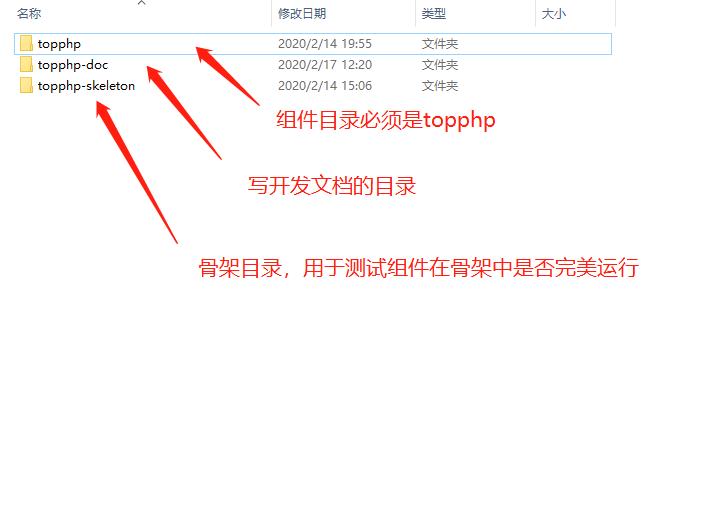 名称 修改日期 类型 大小
topphp 2020/2/14 19:55 文件夹
topphp-doc 2020/2/17 12:20 文件夹
topphp-skeleton 2020/2/14 15:06 文件夹
组件目录必须是topphp
写开发文档的目录
骨架目录，用于测试组件在骨架中是否完美运行